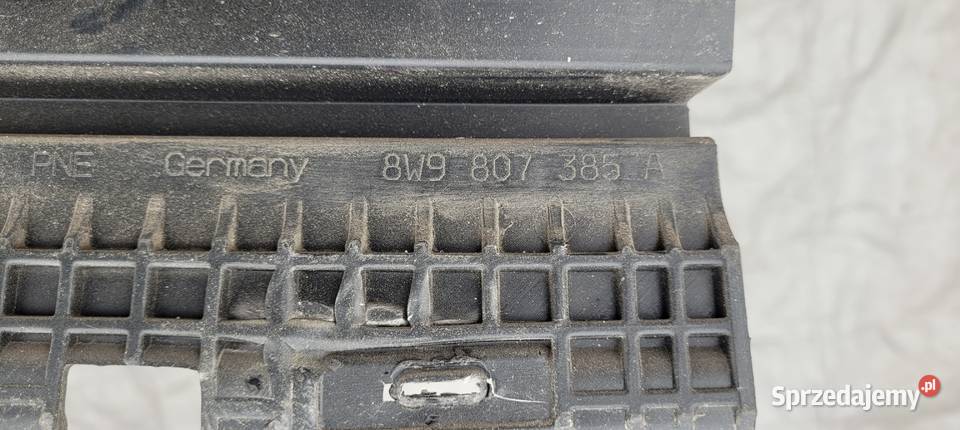 PNE Germany 8W9 807 385 A
Sprzedajemy.pl